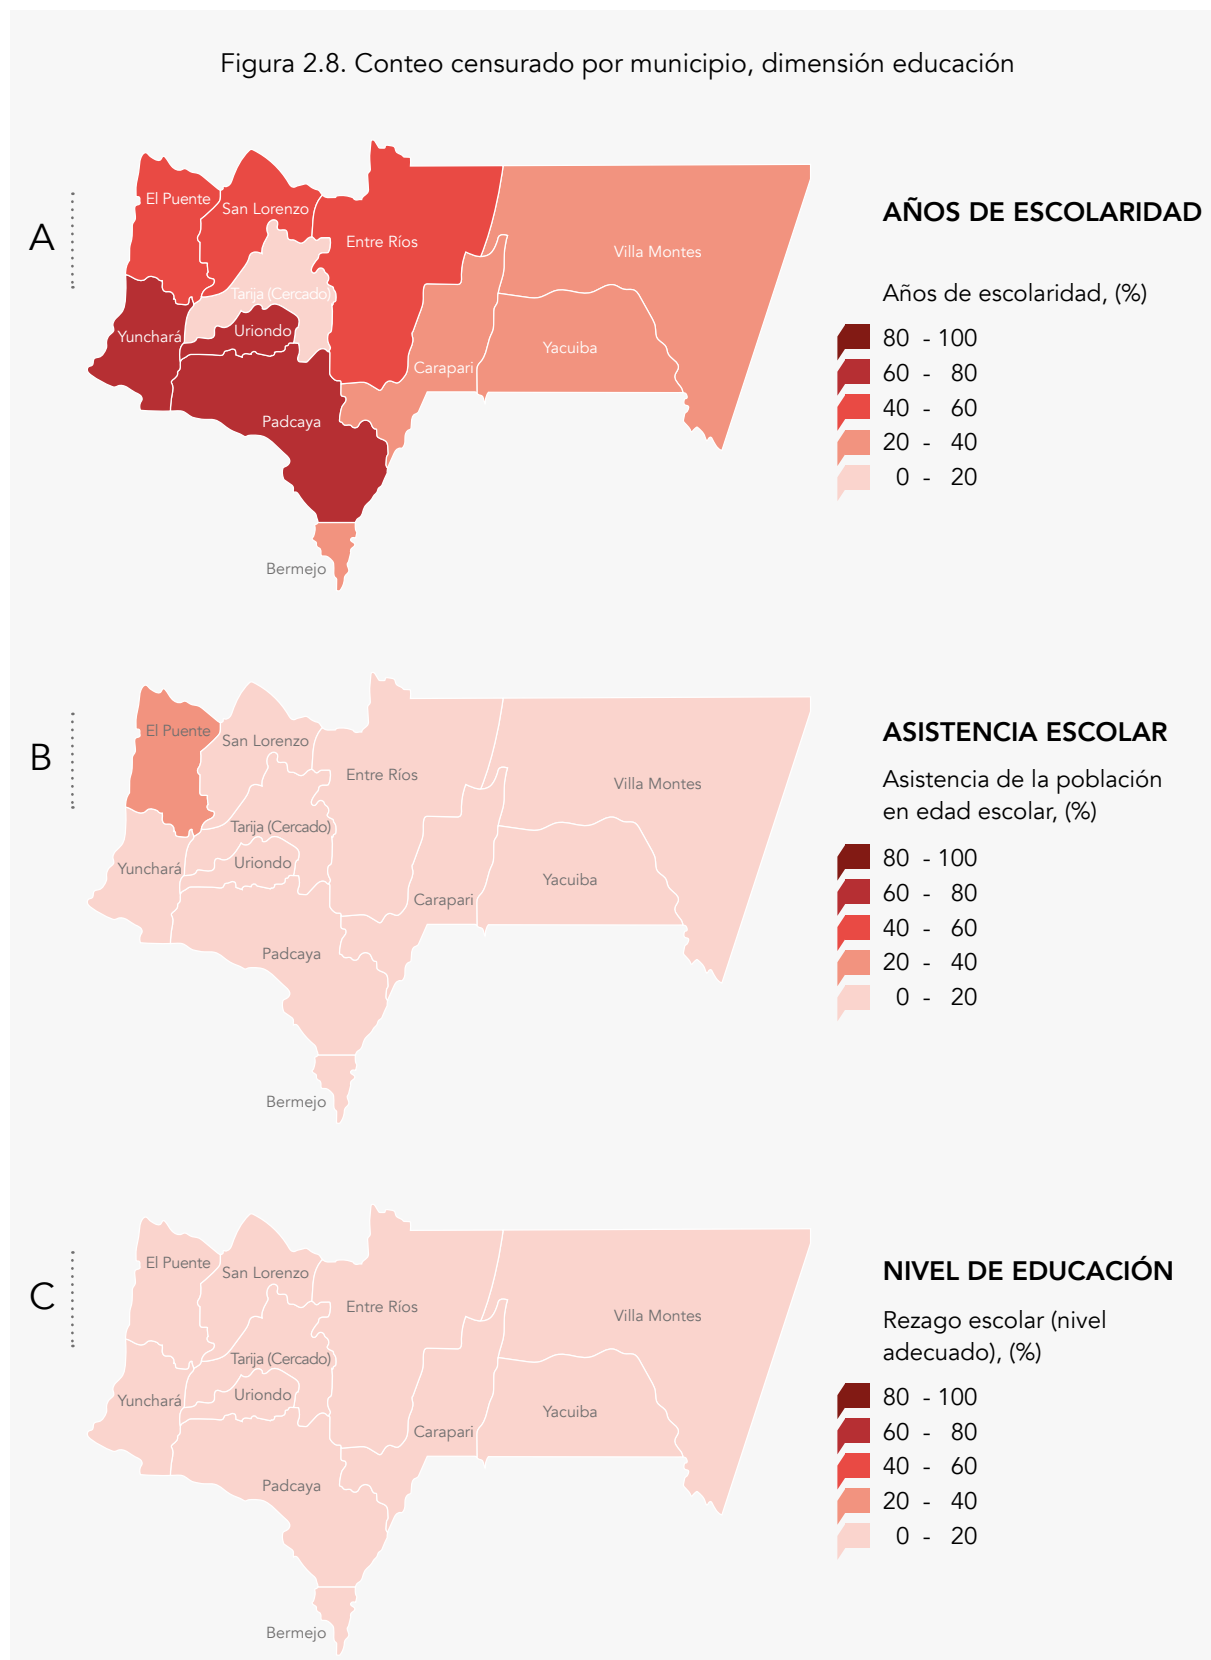 Figura 2.8. Conteo censurado por municipio, dimensión educación
A
El Puente
San Lorenzo
Entre Ríos
Villa Montes
Tarija (Cercado)
Yunchará
Uriondo
Yacuiba
Carapari
Padcaya
Bermejo
AÑOS DE ESCOLARIDAD
Años de escolaridad, (%)
80 - 100
60 - 80
40 - 60
20 - 40
0 - 20
B
El Puente
San Lorenzo
Entre Ríos
Villa Montes
Tarija (Cercado)
Yunchará
Uriondo
Yacuiba
Carapari
Padcaya
Bermejo
ASISTENCIA ESCOLAR
Asistencia de la población
en edad escolar, (%)
80 - 100
60 - 80
40 - 60
20 - 40
0 - 20
C
El Puente
San Lorenzo
Entre Ríos
Villa Montes
Tarija (Cercado)
Yunchará
Uriondo
Yacuiba
Carapari
Padcaya
Bermejo
NIVEL DE EDUCACIÓN
Rezago escolar (nivel
adecuado), (%)
80 - 100
60 - 80
40 - 60
20 - 40
0 - 20